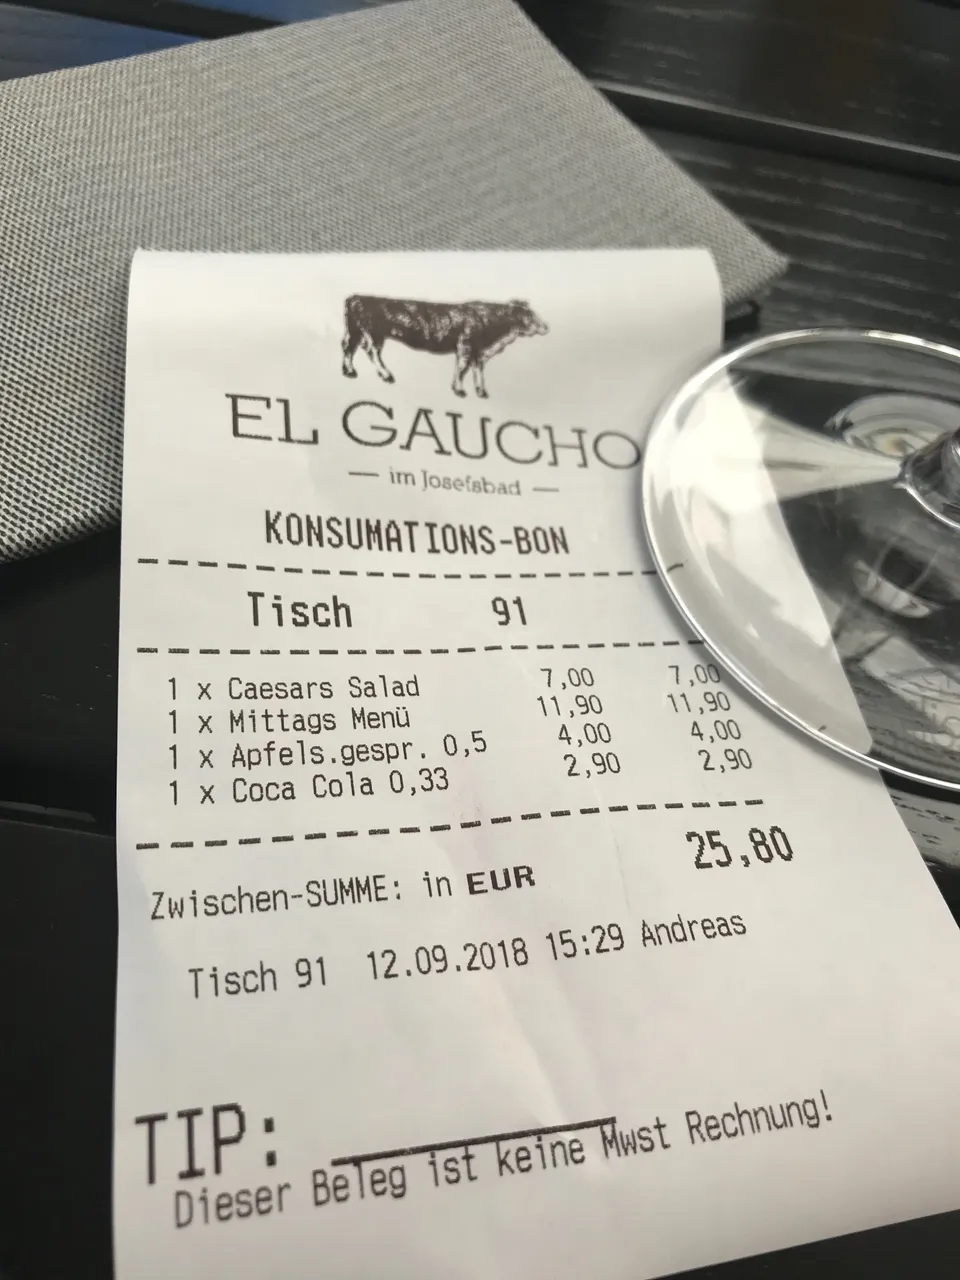 EL GAUCHO
— im Josefsbad —
KONSUMATIONS-BON
Tisch 91
1 x Caesars Salad 7,00 7,00
1 x Mittags Menü 11,90 11,90
1 x Apfels.gespr. 0,5 4,00 4,00
1 x Coca Cola 0,33 2,90 2,90
Zwischen-SUMME: in EUR 25,80
Tisch 91 12.09.2018 15:29 Andreas
TIP:
Dieser Beleg ist keine Mwst Rechnung!